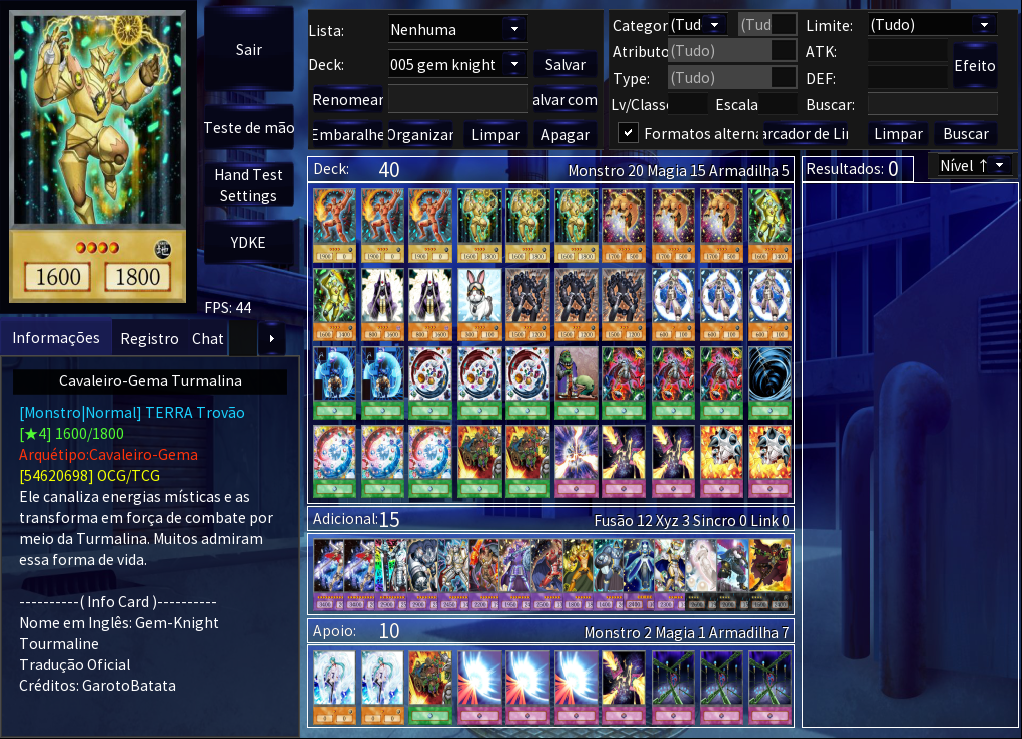 1600 1800
Sair
Teste de mão
Hand Test
Settings
YDKE
FPS: 44
Lista: Nenhuma
Deck: 005 gem knight Salvar
Renomear alvar com
Embaralhe Organizar Limpar Apagar
Categor (Tud (Tud Limite: (Tudo)
Atributo (Tudo) ATK: Efeito
Type: (Tudo) DEF:
Lv/Classe Escala Buscar:
Formatos alterna arcador de Lin Limpar Buscar
Deck: 40 Monstro 20 Magia 15 Armadilha 5
Resultados: 0 Nível ↑
Informações Registro Chat
Cavaleiro-Gema Turmalina
[Monstro|Normal] TERRA Trovão
[★4] 1600/1800
Arquétipo:Cavaleiro-Gema
[54620698] OCG/TCG
Ele canaliza energias místicas e as
transforma em força de combate por
meio da Turmalina. Muitos admiram
essa forma de vida.
----------( Info Card )----------
Nome em Inglês: Gem-Knight
Tourmaline
Tradução Oficial
Créditos: GarotoBatata
Adicional: 15 Fusão 12 Xyz 3 Sincro 0 Link 0
Apoio: 10 Monstro 2 Magia 1 Armadilha 7